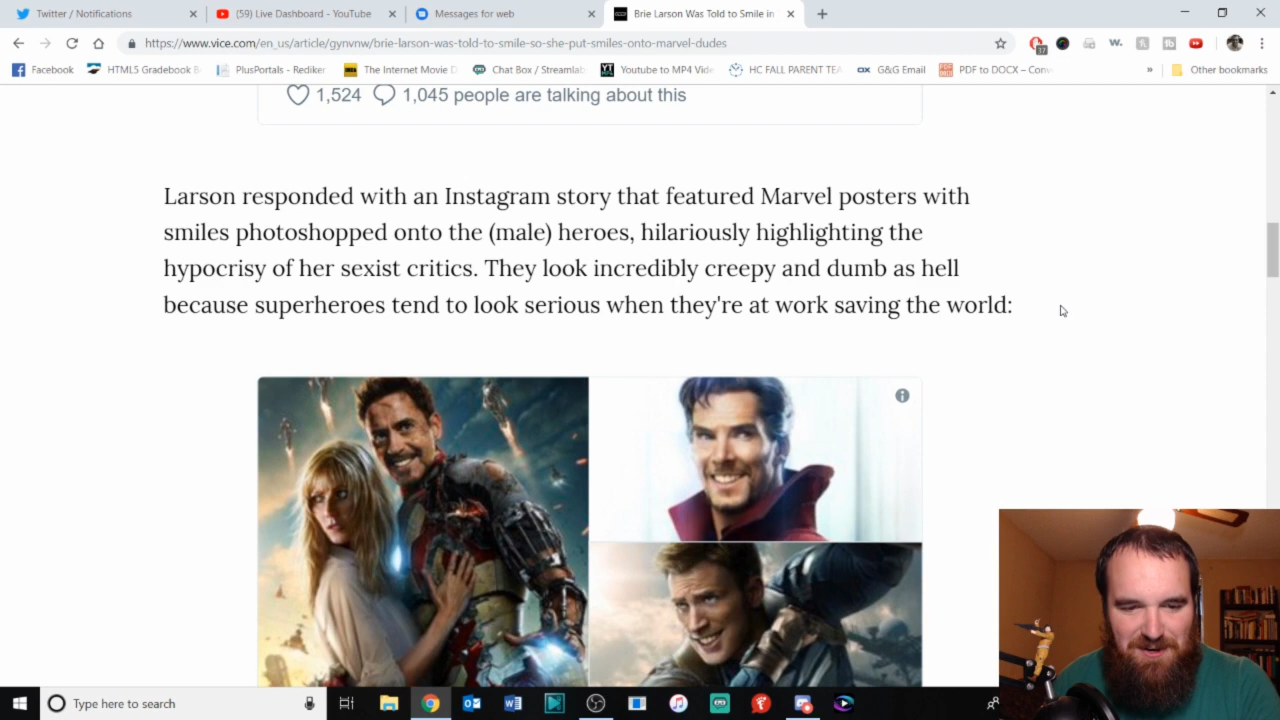 Twitter / Notifications
(59) Live Dashboard - YouTube
Messages for web
Brie Larson Was Told to Smile in
https://www.vice.com/en_us/article/gynvnw/brie-larson-was-told-to-smile-so-she-put-smiles-onto-marvel-dudes
Facebook
HTML5 Gradebook
PlusPortals - Rediker
The Internet Movie
Chat Box / Streamlab
Youtube to MP4
HC FALL PARENT TEA
G&G Email
PDF to DOCX – Conv
»
Other bookmarks
1,524
1,045 people are talking about this
Larson responded with an Instagram story that featured Marvel posters with
smiles photoshopped onto the (male) heroes, hilariously highlighting the
hypocrisy of her sexist critics. They look incredibly creepy and dumb as hell
because superheroes tend to look serious when they're at work saving the world:
Type here to search